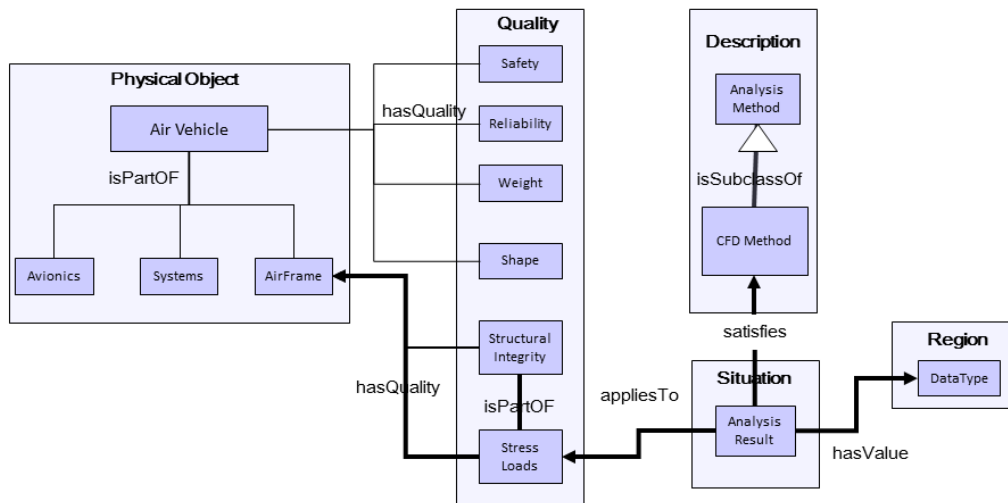 Quality
Description
Physical Object
Safety
Analysis
Method
hasQuality
Air Vehicle
Reliability
isPartOF
Weight
isSubclassOf
CFD Method
Avionics
Systems
AirFrame
Shape
satisfies
Structural
Integrity
Region
Situation
DataType
hasQuality
isPartOF
appliesTo
Analysis
Result
Stress
Loads
hasValue